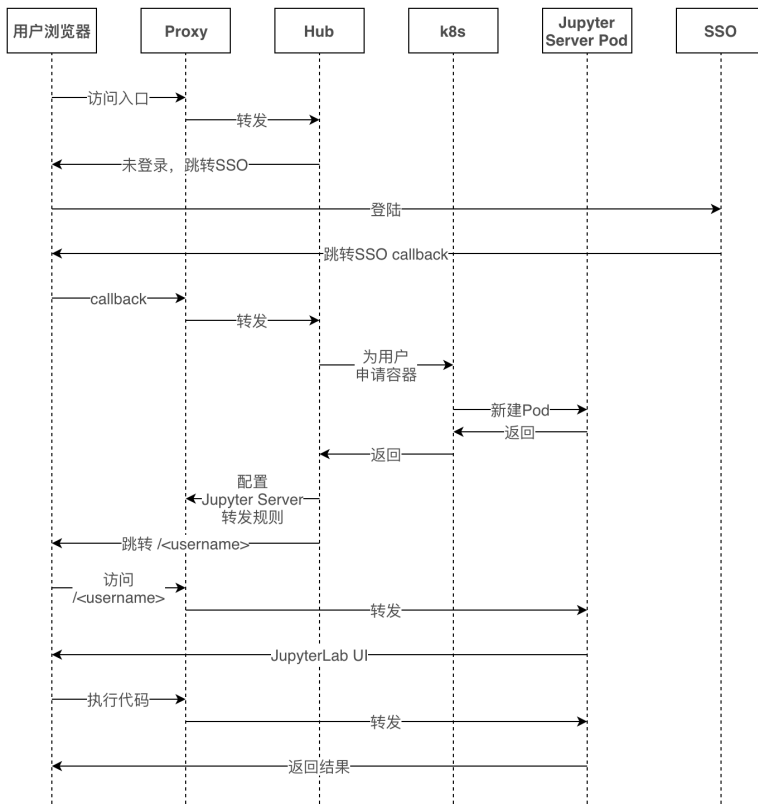 用户浏览器
Proxy
Hub
k8s
Jupyter
Server Pod
SSO
访问入口
转发
未登录，跳转SSO
登陆
跳转SSO callback
callback
转发
为用户
申请容器
新建Pod
返回
返回
配置
Jupyter Server
转发规则
跳转 /<username>
访问
/<username>
转发
JupyterLab UI
执行代码
转发
返回结果